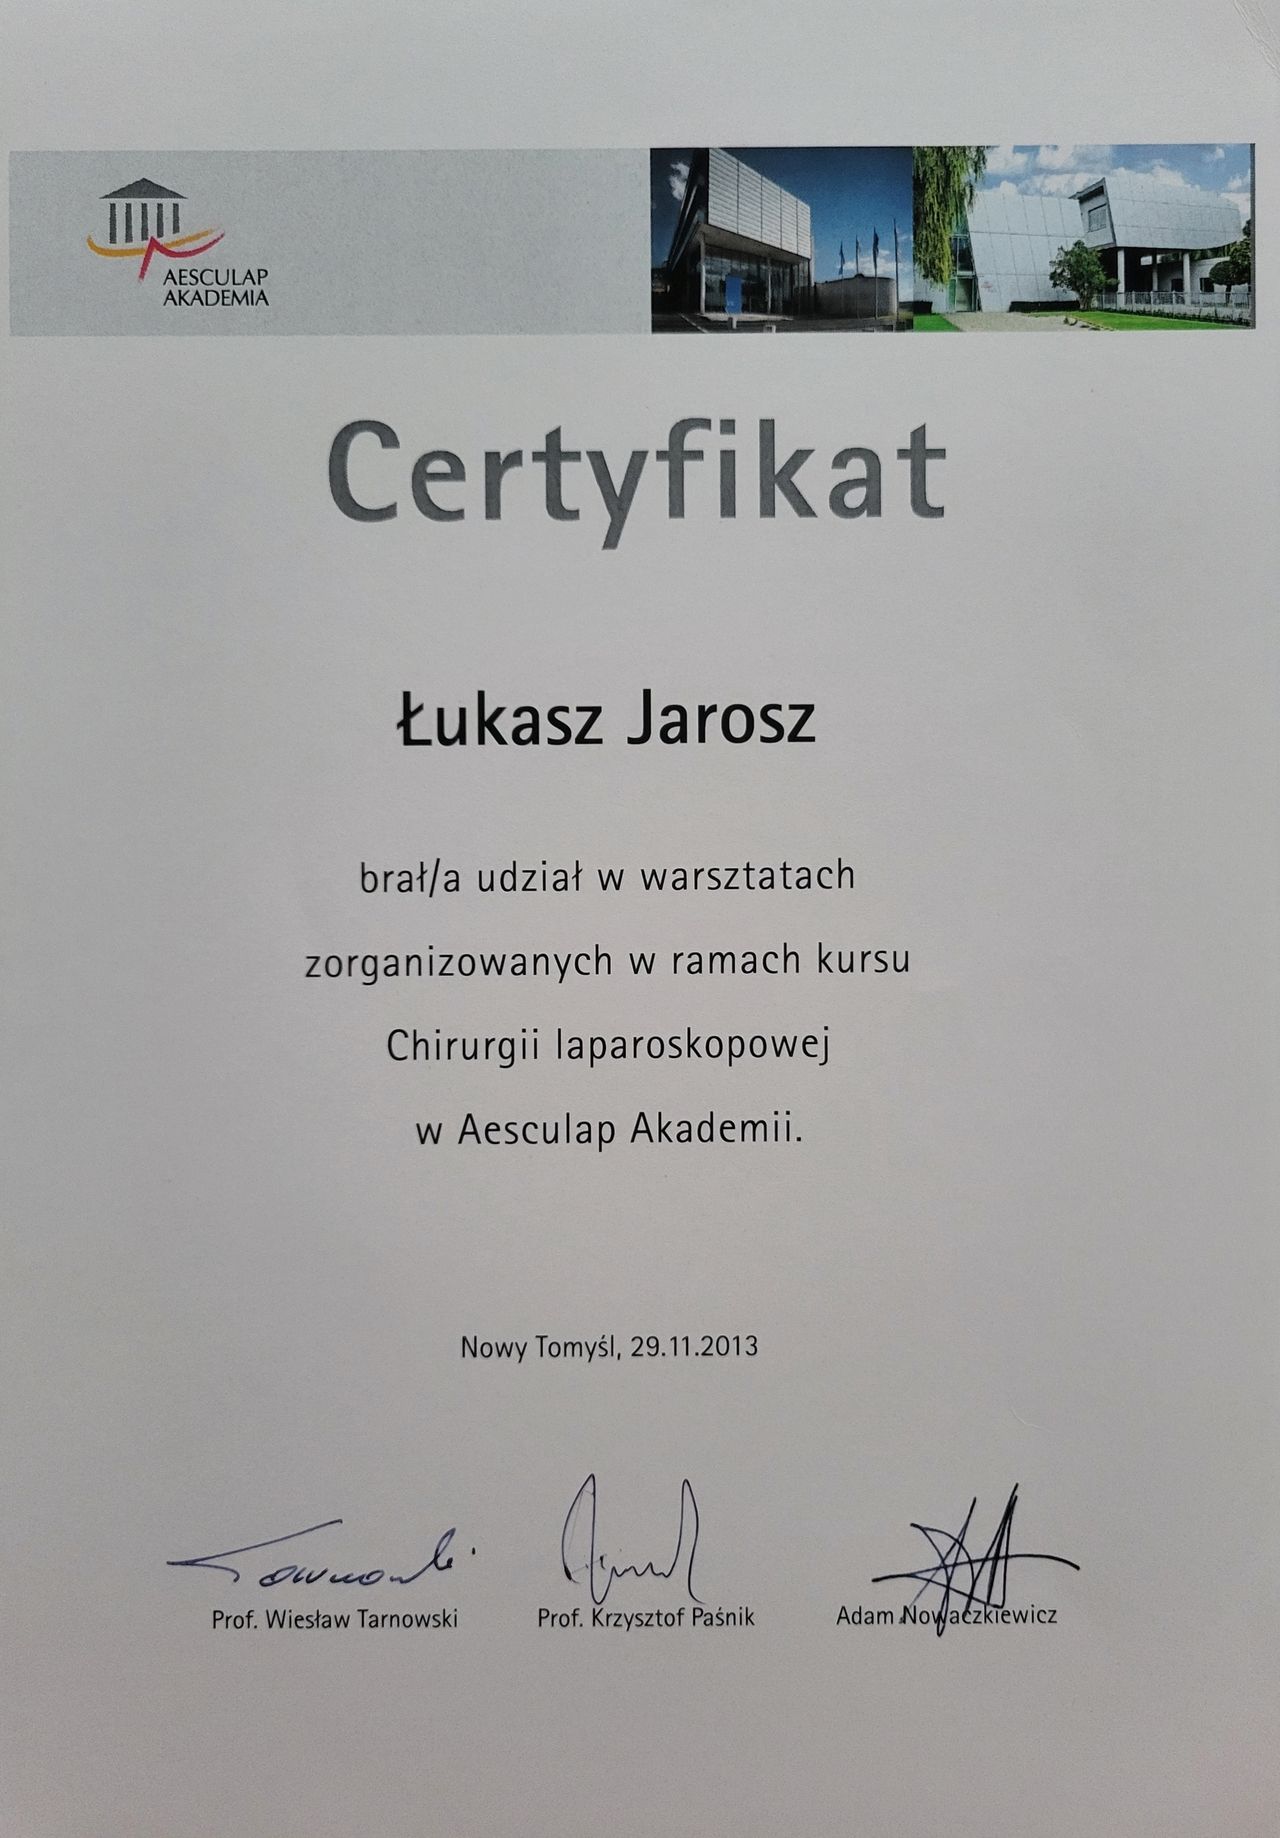 AESCULAP
AKADEMIA
Certyfikat
Łukasz Jarosz
brał/a udział w warsztatach
zorganizowanych w ramach kursu
Chirurgii laparoskopowej
w Aesculap Akademii.
Nowy Tomyśl, 29.11.2013
Prof. Wiesław Tarnowski
Prof. Krzysztof Paśnik
Adam Nowaczkiewicz